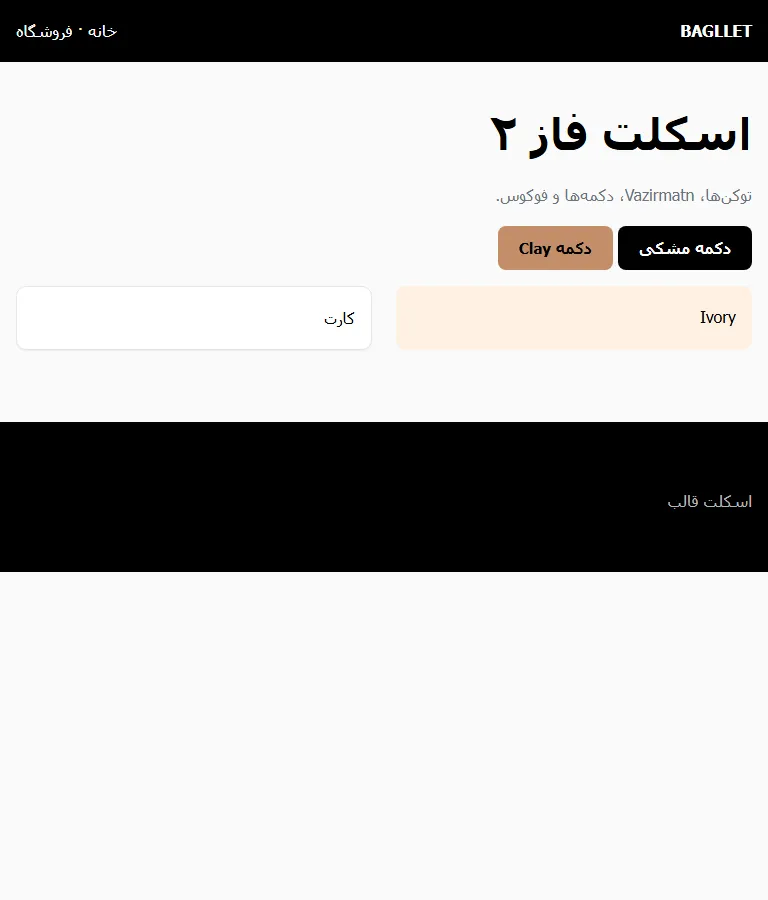 BAGLLET
خانه · فروشگاه
اسکلت فاز ۲
توکن‌ها، Vazirmatn، دکمه‌ها و فوکوس.
دکمه مشکی
دکمه Clay
Ivory
کارت
اسکلت قالب